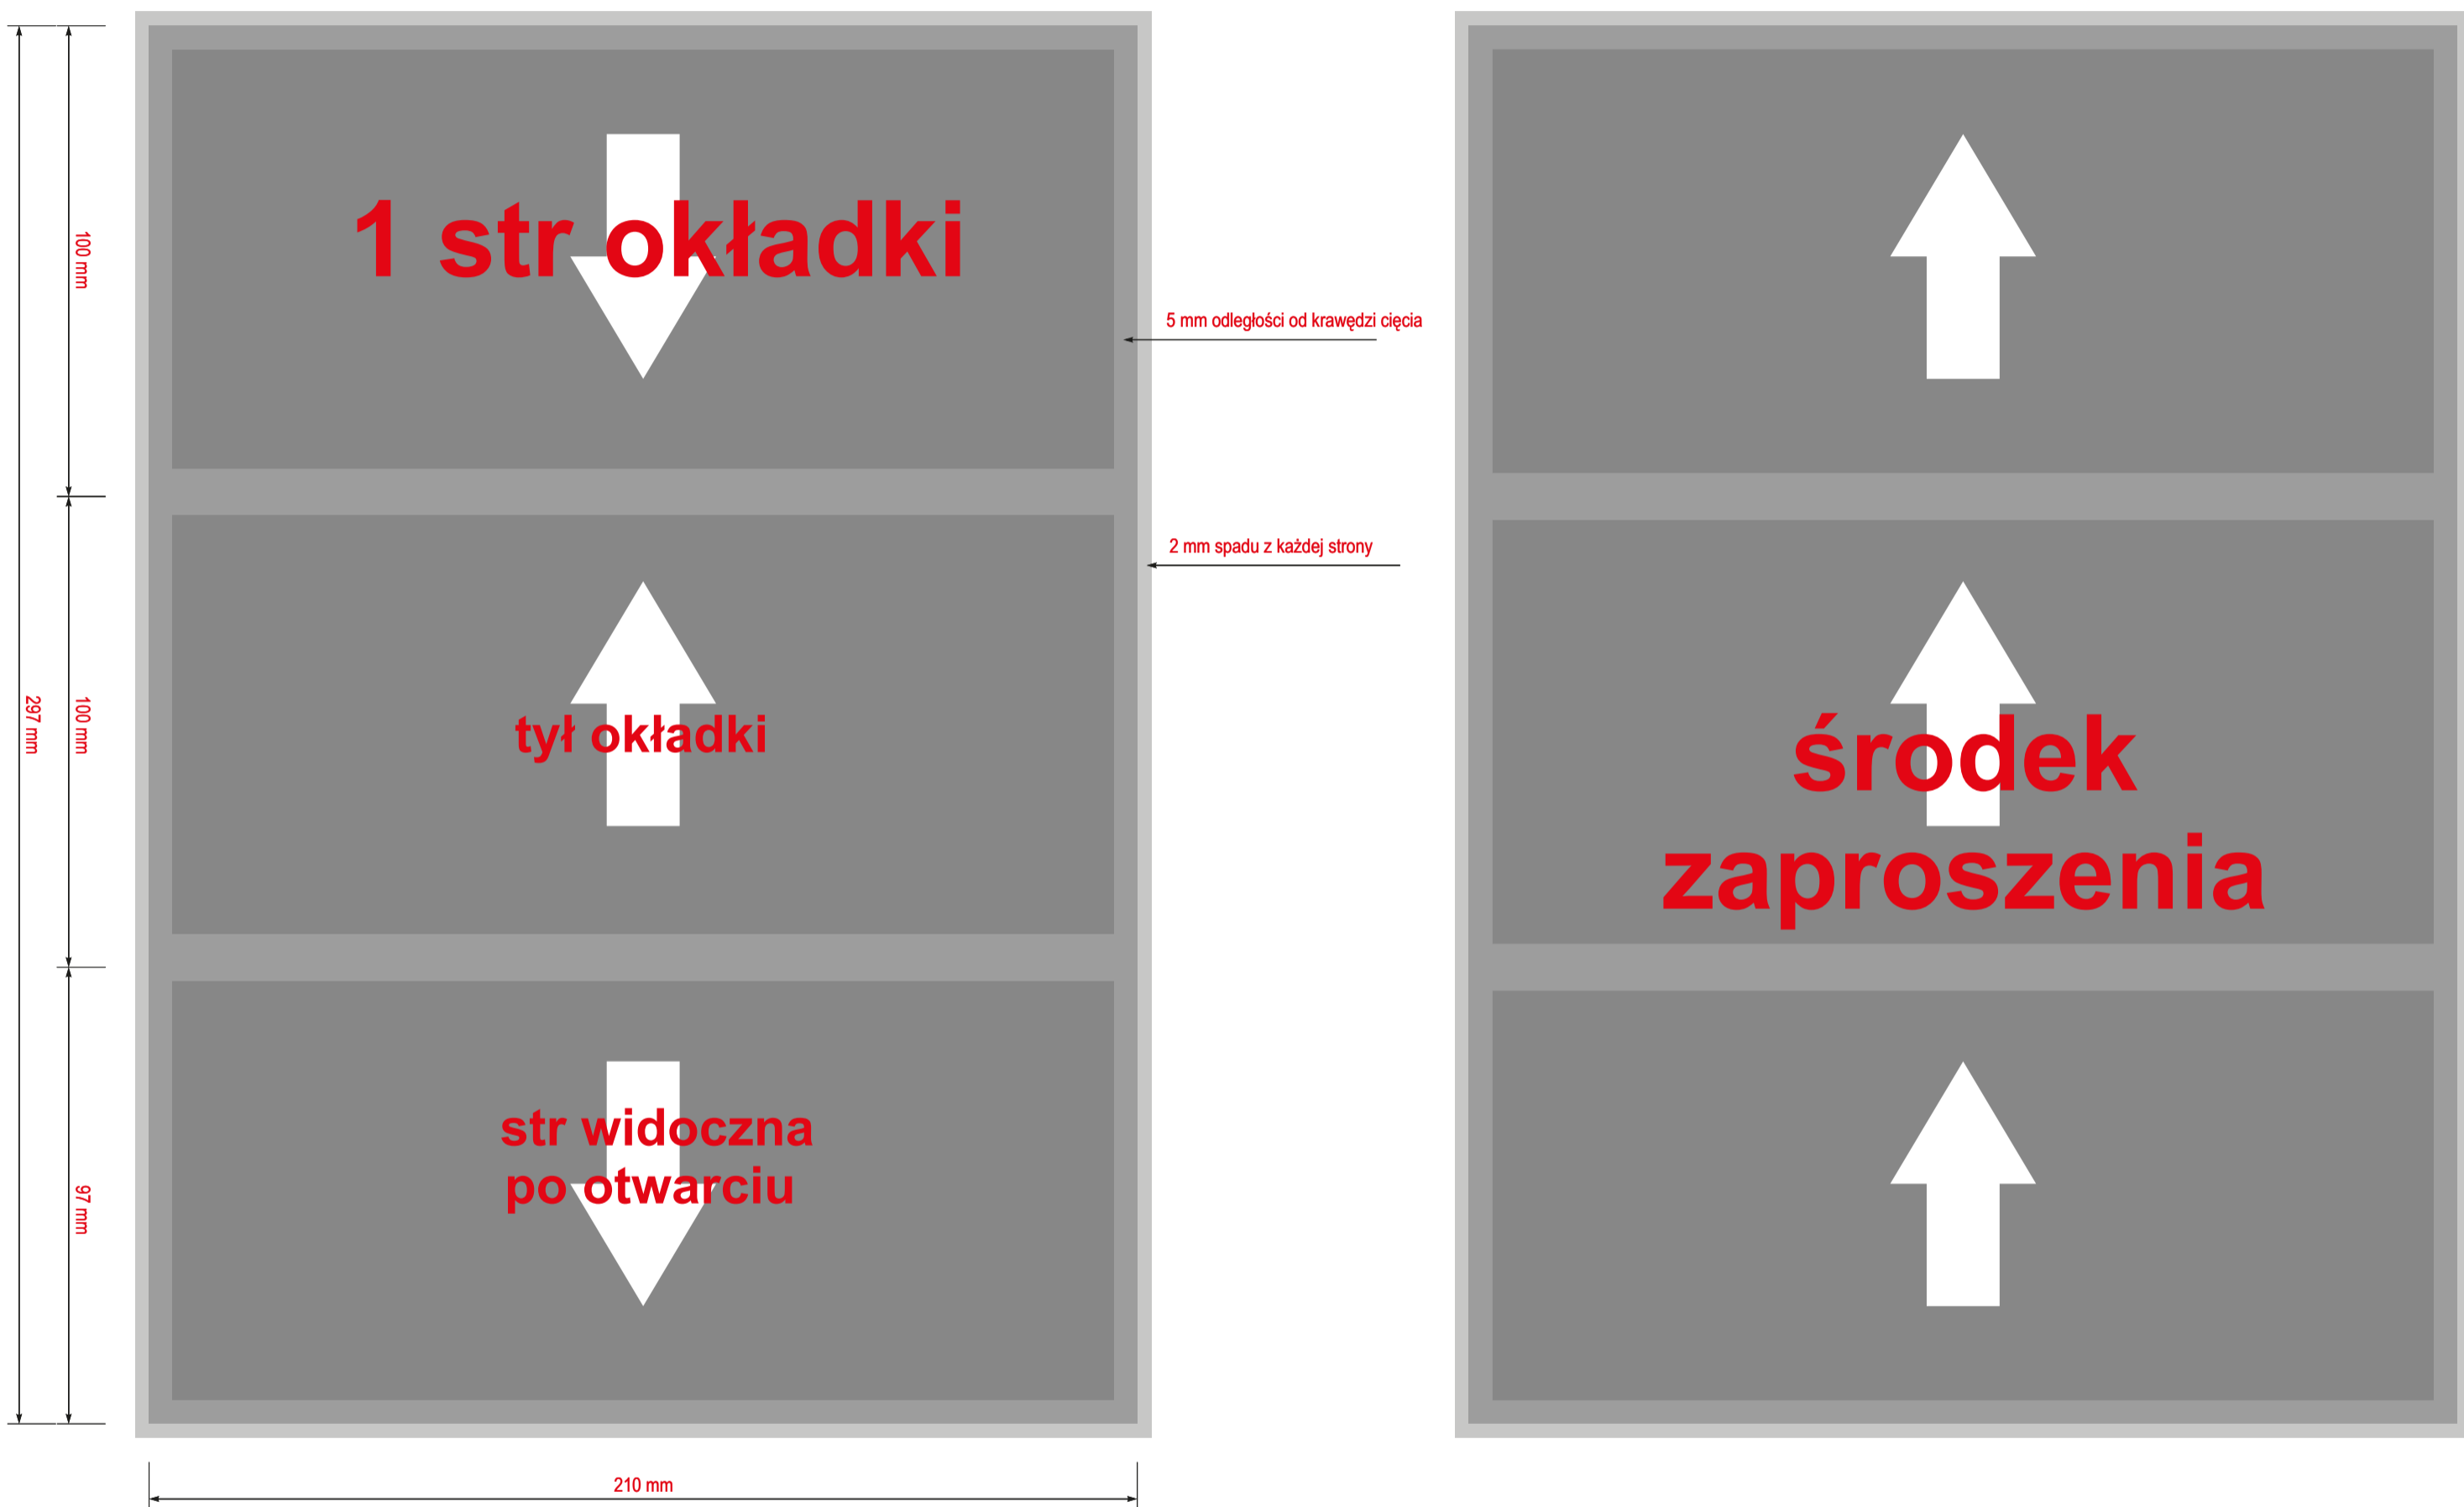 1 str okładki
100 mm
5 mm odległości od krawędzi cięcia
2 mm spadu z każdej strony
297 mm
100 mm
tył okładki
środek
zaproszenia
str widoczna
po otwarciu
97 mm
210 mm